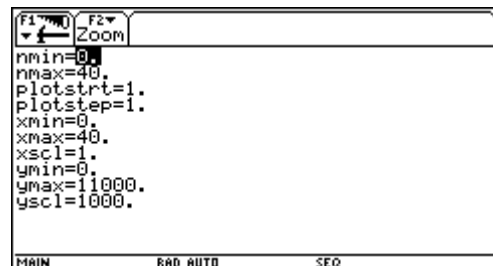 F1 F2
Zoom
nmin=0.
nmax=40.
plotstrt=1.
plotstep=1.
xmin=0.
xmax=40.
xscl=1.
ymin=0.
ymax=11000.
yscl=1000.
MAIN RAD AUTO SEQ